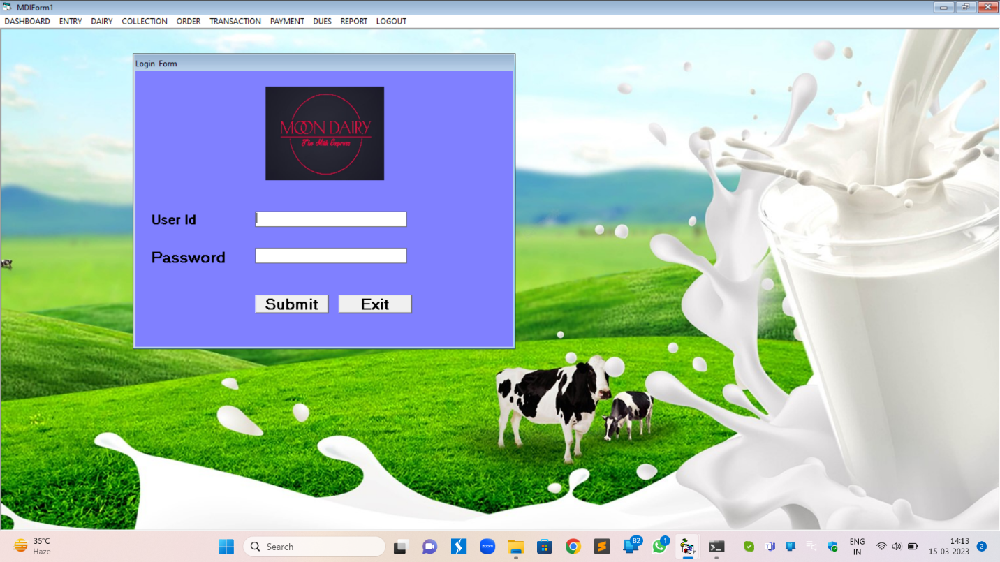 MDIForm1
DASHBOARD ENTRY DAIRY COLLECTION ORDER TRANSACTION PAYMENT DUES REPORT LOGOUT
Login Form
MOON DAIRY
The Milk Express
User Id
Password
Submit Exit
35°C
Haze
Search
zoom
82
1
ENG
IN
14:13
15-03-2023
2